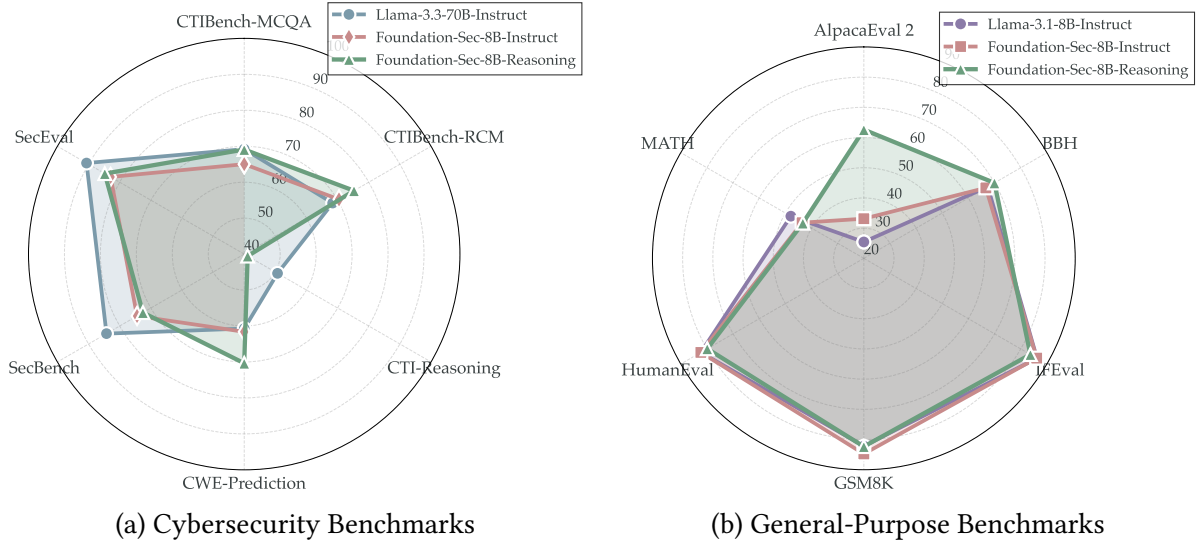 CTIBench-MCQA
Llama-3.3-70B-Instruct
Foundation-Sec-8B-Instruct
Foundation-Sec-8B-Reasoning
100
90
80
70
60
50
40
SecEval
CTIBench-RCM
SecBench
CTI-Reasoning
CWE-Prediction
(a) Cybersecurity Benchmarks
AlpacaEval 2
Llama-3.1-8B-Instruct
Foundation-Sec-8B-Instruct
Foundation-Sec-8B-Reasoning
90
80
70
60
50
40
30
20
MATH
BBH
HumanEval
IFEval
GSM8K
(b) General-Purpose Benchmarks